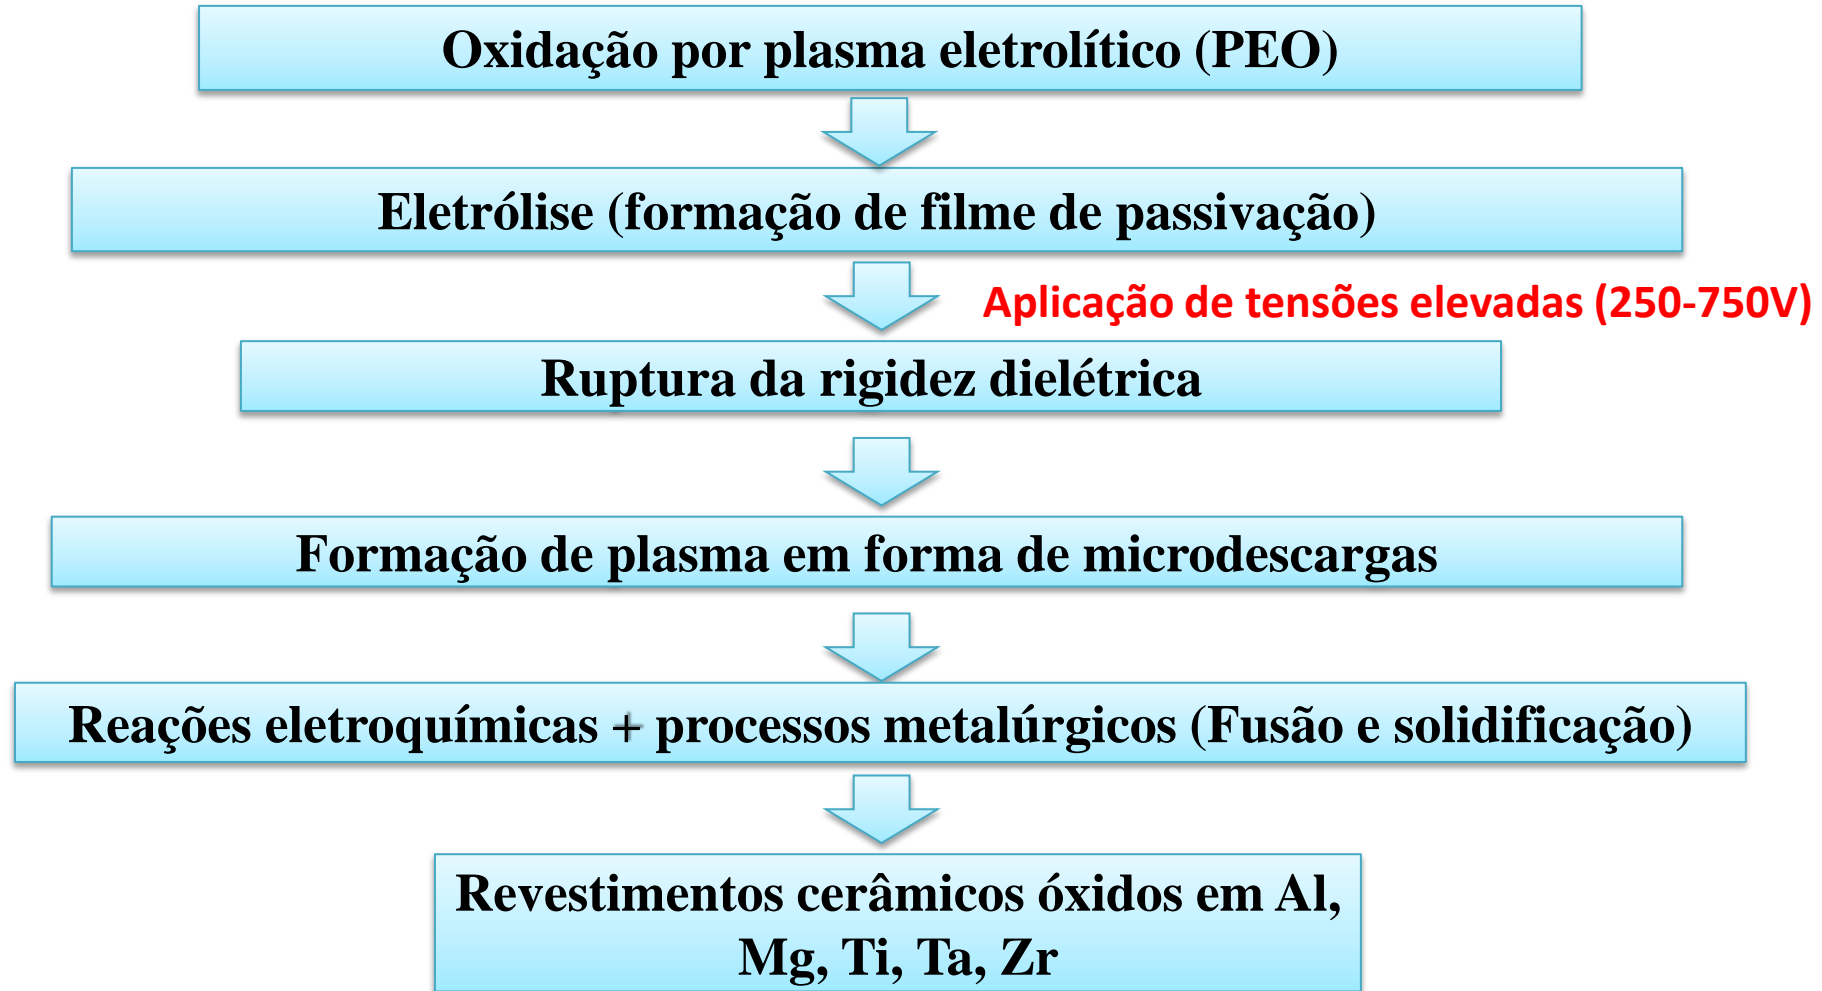 Oxidação por plasma eletrolítico (PEO)
Eletrólise (formação de filme de passivação)
Aplicação de tensões elevadas (250-750V)
Ruptura da rigidez dielétrica
Formação de plasma em forma de microdescargas
Reações eletroquímicas + processos metalúrgicos (Fusão e solidificação)
Revestimentos cerâmicos óxidos em Al,
Mg, Ti, Ta, Zr